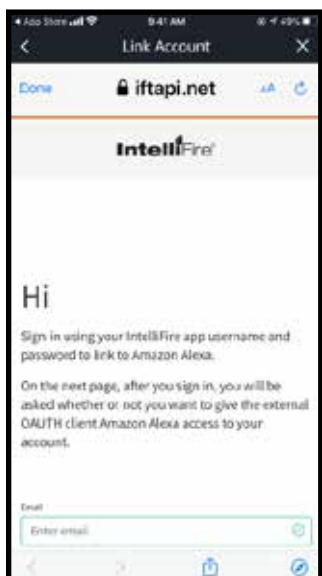 App Store 9:41 AM 49%
Link Account
Done iftapi.net AA
IntelliFire
Hi
Sign in using your IntelliFire app username and
password to link to Amazon Alexa.
On the next page, after you sign in, you will be
asked whether or not you want to give the external
OAUTH client Amazon Alexa access to your
account.
Email
Enter email